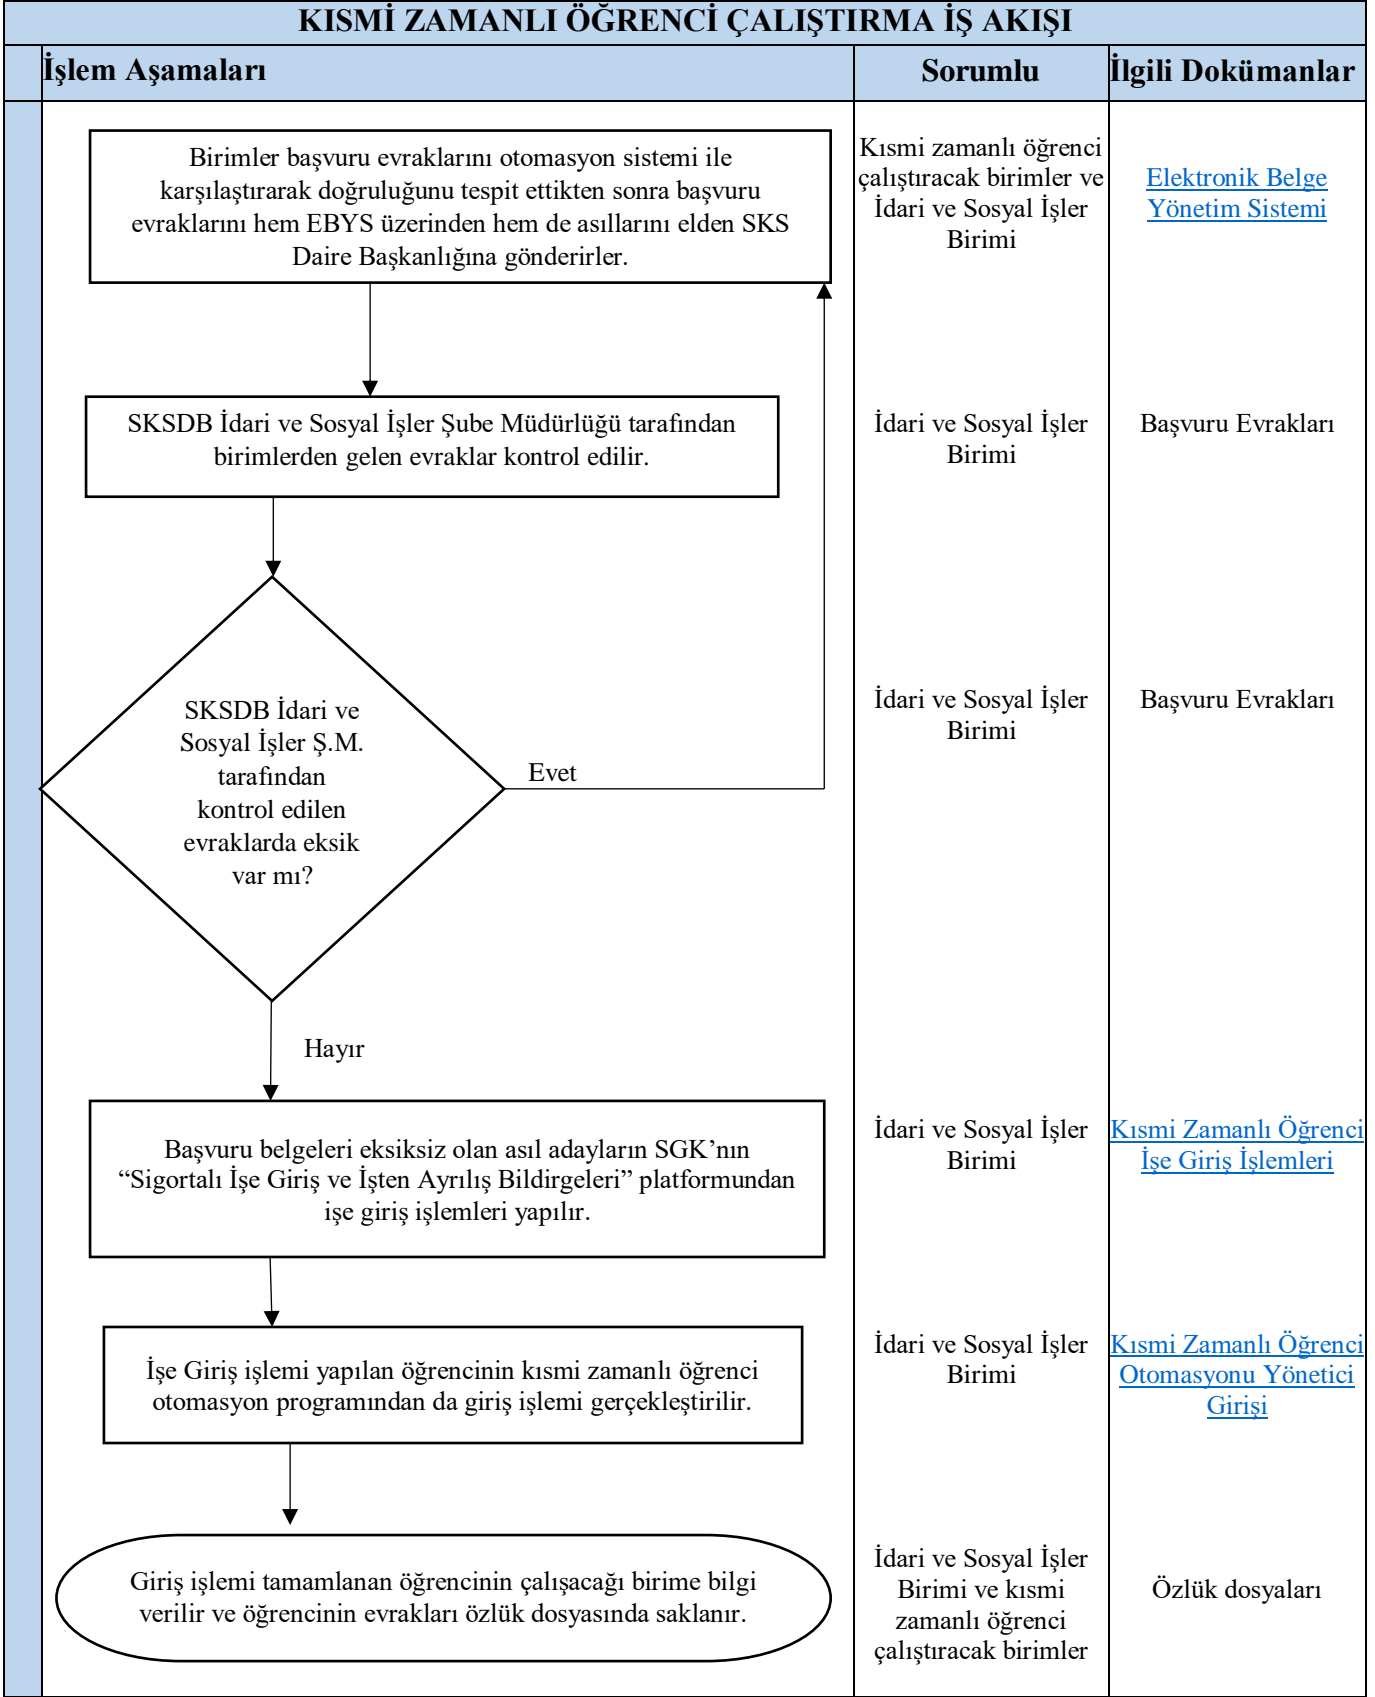 KISMİ ZAMANLI ÖĞRENCİ ÇALIŞTIRMA İŞ AKIŞI
İşlem Aşamaları
Sorumlu
İlgili Dokümanlar
Birimler başvuru evraklarını otomasyon sistemi ile
karşılaştırarak doğruluğunu tespit ettikten sonra başvuru
evraklarını hem EBYS üzerinden hem de asıllarını elden SKS
Daire Başkanlığına gönderirler.
Kısmi zamanlı öğrenci
çalıştıracak birimler ve
İdari ve Sosyal İşler
Birimi
Elektronik Belge
Yönetim Sistemi
SKSDB İdari ve Sosyal İşler Şube Müdürlüğü tarafından
birimlerden gelen evraklar kontrol edilir.
İdari ve Sosyal İşler
Birimi
Başvuru Evrakları
SKSDB İdari ve
Sosyal İşler Ş.M.
tarafından
kontrol edilen
evraklarda eksik
var mı?
Evet
İdari ve Sosyal İşler
Birimi
Başvuru Evrakları
Hayır
Başvuru belgeleri eksiksiz olan asıl adayların SGK’nın
“Sigortalı İşe Giriş ve İşten Ayrılış Bildirgeleri” platformundan
işe giriş işlemleri yapılır.
İdari ve Sosyal İşler
Birimi
Kısmi Zamanlı Öğrenci
İşe Giriş İşlemleri
İşe Giriş işlemi yapılan öğrencinin kısmi zamanlı öğrenci
otomasyon programından da giriş işlemi gerçekleştirilir.
İdari ve Sosyal İşler
Birimi
Kısmi Zamanlı Öğrenci
Otomasyonu Yönetici
Girişi
Giriş işlemi tamamlanan öğrencinin çalışacağı birime bilgi
verilir ve öğrencinin evrakları özlük dosyasında saklanır.
İdari ve Sosyal İşler
Birimi ve kısmi
zamanlı öğrenci
çalıştıracak birimler
Özlük dosyaları